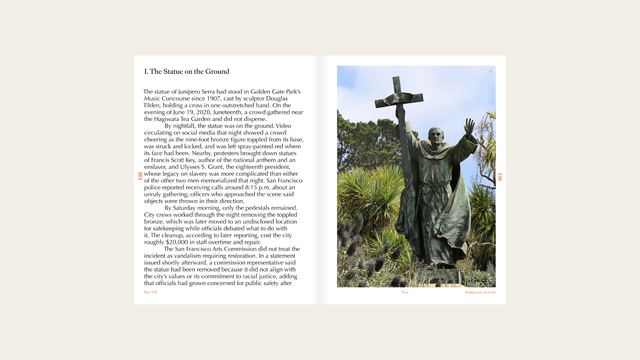 I. The Statue on the Ground
The statue of Junípero Serra had stood in Golden Gate Park's
Music Concourse since 1907, cast by sculptor Douglas
Tilden, holding a cross in one outstretched hand. On the
evening of June 19, 2020, Juneteenth, a crowd gathered near
the Hagiwara Tea Garden and did not disperse.
By nightfall, the statue was on the ground. Video
circulating on social media that night showed a crowd
cheering as the nine-foot bronze figure toppled from its base,
was struck and kicked, and was left spray-painted red where
its face had been. Nearby, protesters brought down statues
of Francis Scott Key, author of the national anthem and an
enslaver, and Ulysses S. Grant, the eighteenth president,
whose legacy on slavery was more complicated than either
of the other two men memorialized that night. San Francisco
police reported receiving calls around 8:15 p.m. about an
unruly gathering; officers who approached the scene said
objects were thrown in their direction.
By Saturday morning, only the pedestals remained.
City crews worked through the night removing the toppled
bronze, which was later moved to an undisclosed location
for safekeeping while officials debated what to do with
it. The cleanup, according to later reporting, cost the city
roughly $20,000 in staff overtime and repair.
The San Francisco Arts Commission did not treat the
incident as vandalism requiring restoration. In a statement
issued shortly afterward, a commission representative said
the statue had been removed because it did not align with
the city's values or its commitment to racial justice, adding
that officials had grown concerned for public safety after